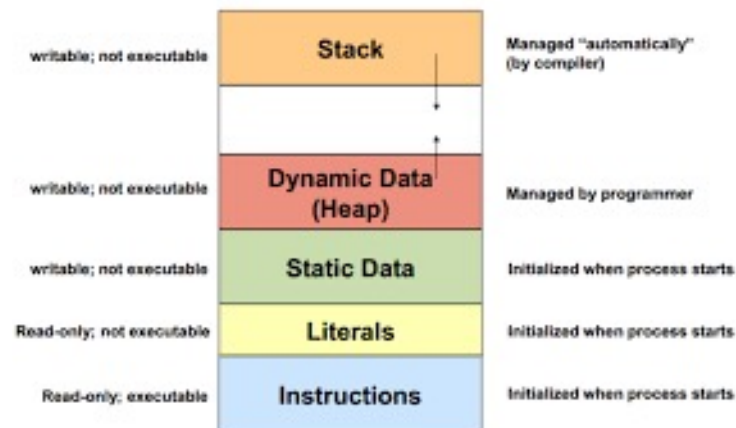 Stack
writable; not executable
Managed "automatically"
(by compiler)
Dynamic Data
(Heap)
writable; not executable
Managed by programmer
Static Data
writable; not executable
Initialized when process starts
Literals
Read-only; not executable
Initialized when process starts
Instructions
Read-only; executable
Initialized when process starts